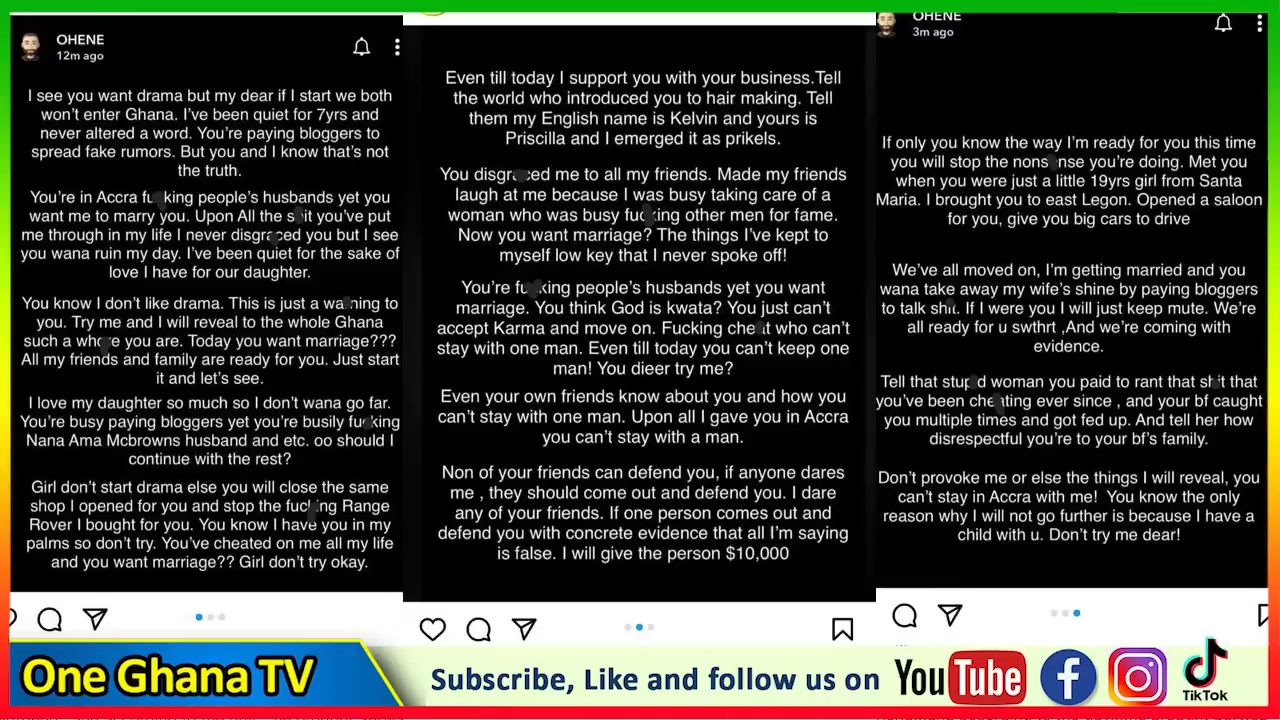 OHENE
12m ago
I see you want drama but my dear if I start we both
won't enter Ghana. I've been quiet for 7yrs and
never altered a word. You're paying bloggers to
spread fake rumors. But you and I know that's not
the truth.
You're in Accra fu king people's husbands yet you
want me to marry you. Upon All the s it you've put
me through in my life I never disgraced you but I see
you wana ruin my day. I've been quiet for the sake of
love I have for our daughter.
You know I don't like drama. This is just a warning to
you. Try me and I will reveal to the whole Ghana
such a whore you are. Today you want marriage???
All my friends and family are ready for you. Just start
it and let's see.
I love my daughter so much so I don't wana go far.
You're busy paying bloggers yet you're busily fucking
Nana Ama Mcbrowns husband and etc. oo should I
continue with the rest?
Girl don't start drama else you will close the same
shop I opened for you and stop the fucking Range
Rover I bought for you. You know I have you in my
palms so don't try. You've cheated on me all my life
and you want marriage?? Girl don't try okay.
Even till today I support you with your business.Tell
the world who introduced you to hair making. Tell
them my English name is Kelvin and yours is
Priscilla and I emerged it as prikels.
You disgraced me to all my friends. Made my friends
laugh at me because I was busy taking care of a
woman who was busy fucking other men for fame.
Now you want marriage? The things I've kept to
myself low key that I never spoke off!
You're fu king people's husbands yet you want
marriage. You think God is kwata? You just can't
accept Karma and move on. Fucking cheat who can't
stay with one man. Even till today you can't keep one
man! You dieer try me?
Even your own friends know about you and how you
can't stay with one man. Upon all I gave you in Accra
you can't stay with a man.
Non of your friends can defend you, if anyone dares
me , they should come out and defend you. I dare
any of your friends. If one person comes out and
defend you with concrete evidence that all I'm saying
is false. I will give the person $10,000
OHENE
3m ago
If only you know the way I'm ready for you this time
you will stop the nonsense you're doing. Met you
when you were just a little 19yrs girl from Santa
Maria. I brought you to east Legon. Opened a saloon
for you, give you big cars to drive
We've all moved on, I'm getting married and you
wana take away my wife's shine by paying bloggers
to talk shit. If I were you I will just keep mute. We're
all ready for u swthrt ,And we're coming with
evidence.
Tell that stupid woman you paid to rant that shit that
you've been cheating ever since , and your bf caught
you multiple times and got fed up. And tell her how
disrespectful you're to your bf's family.
Don't provoke me or else the things I will reveal, you
can't stay in Accra with me! You know the only
reason why I will not go further is because I have a
child with u. Don't try me dear!
One Ghana TV
Subscribe, Like and follow us on YouTube
TikTok